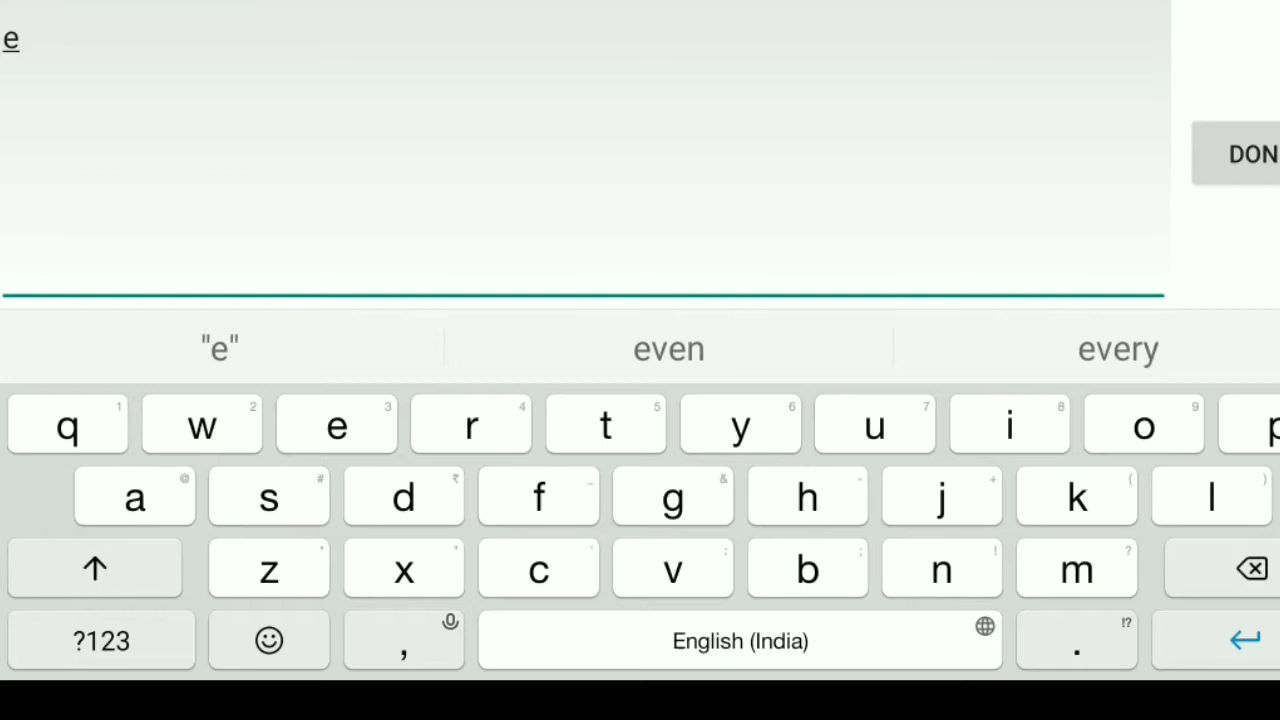 e
DON
"e" even every
q 1 w 2 e 3 r 4 t 5 y 6 u 7 i 8 o 9 p
a @ s # d ₹ f _ g & h - j + k ( l )
z * x " c ' v : b ; n ! m ?
?123 , English (India) . !?